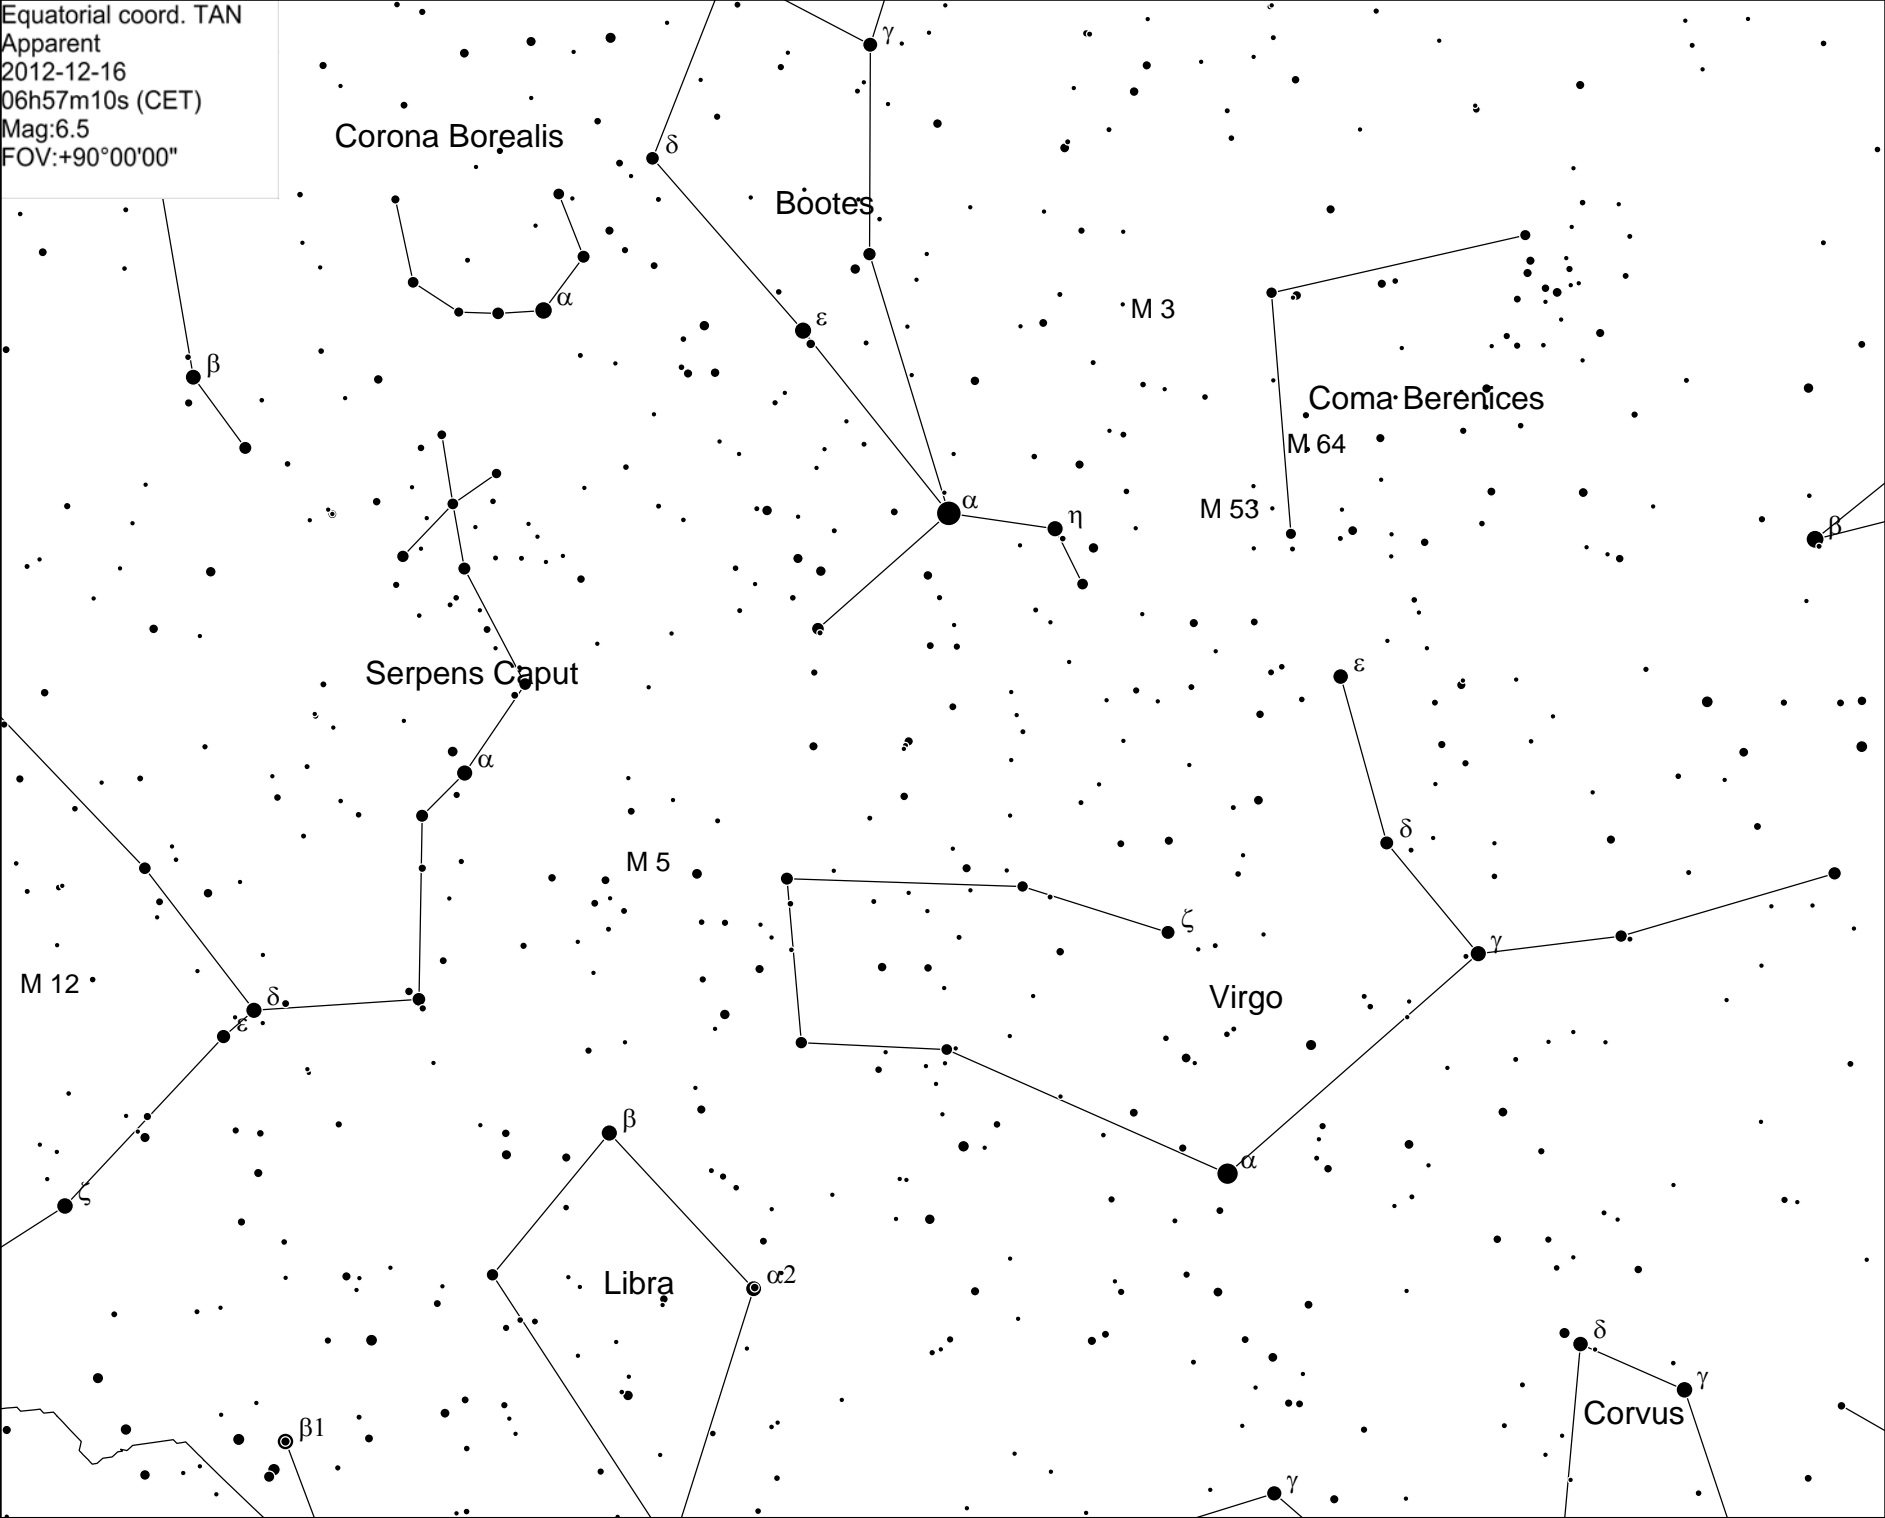 Equatorial coord. TAN
Apparent
2012-12-16
06h57m10s (CET)
Mag:6.5
FOV:+90°00'00"
γ
Corona Borealis
δ
Bootes
α
M 3
ε
β
Coma Berenices
M 64
α
M 53
η
β
ε
Serpens Caput
α
δ
M 5
ζ
γ
M 12
δ
Virgo
ε
β
α
ζ
α2
Libra
δ
γ
Corvus
β1
γ